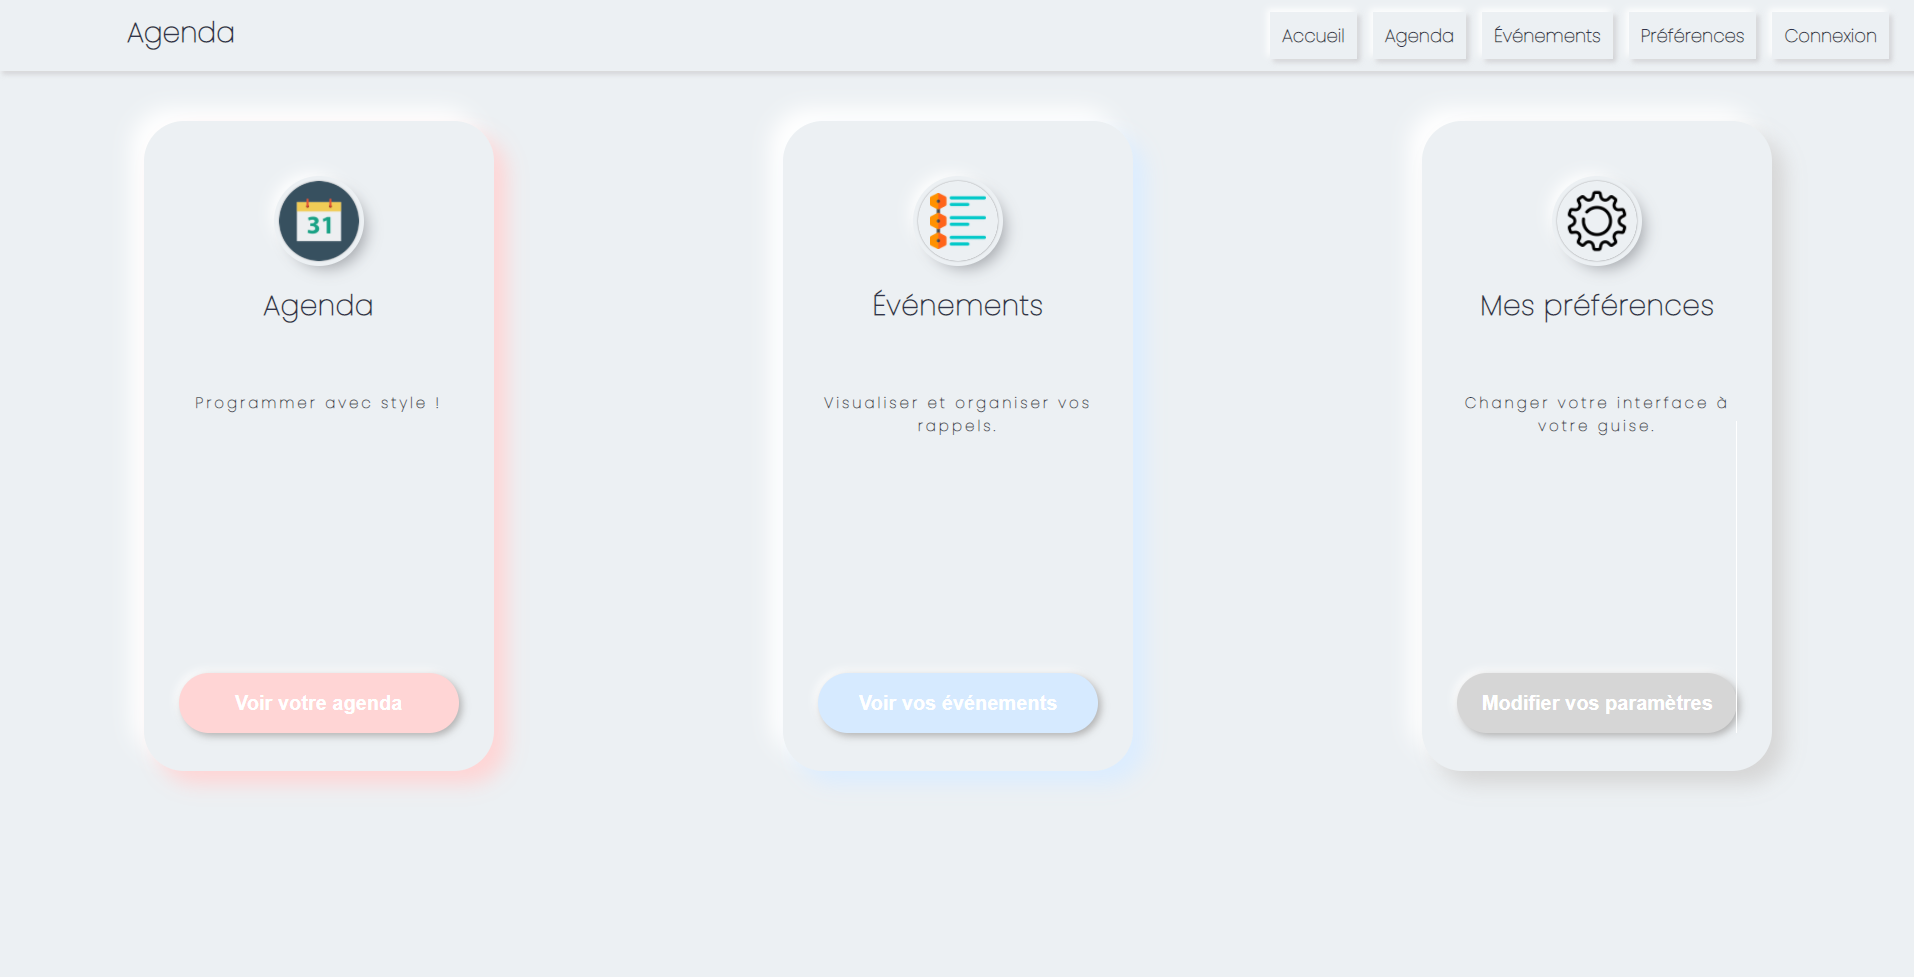 Agenda
Accueil
Agenda
Événements
Préférences
Connexion
31
Agenda
Programmer avec style !
Voir votre agenda
Événements
Visualiser et organiser vos
rappels.
Voir vos événements
Mes préférences
Changer votre interface à
votre guise.
Modifier vos paramètres